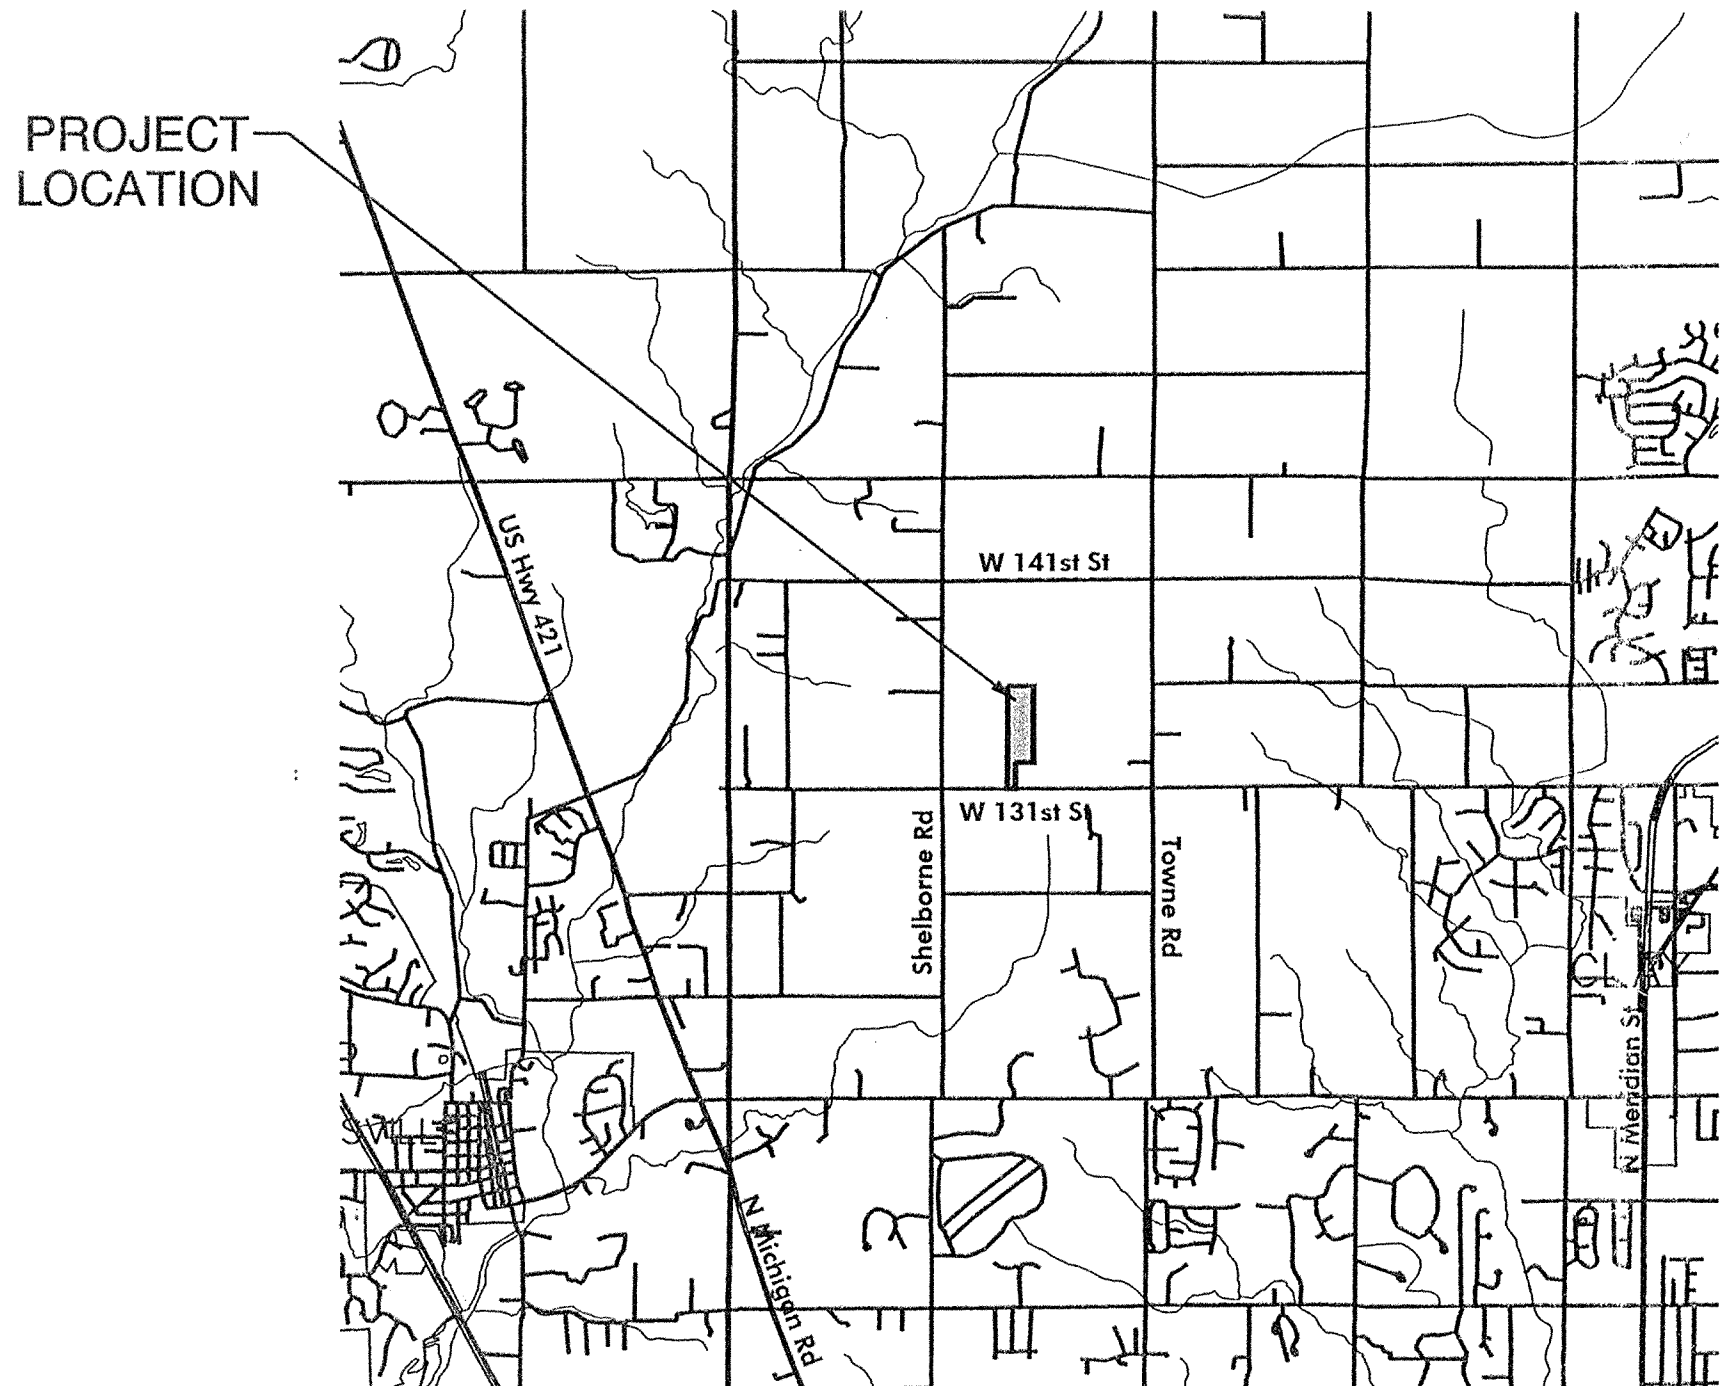 PROJECT
LOCATION
US Hwy 421
W 141st St
W 131st St
Shelborne Rd
Towne Rd
N Meridian St
N Michigan Rd